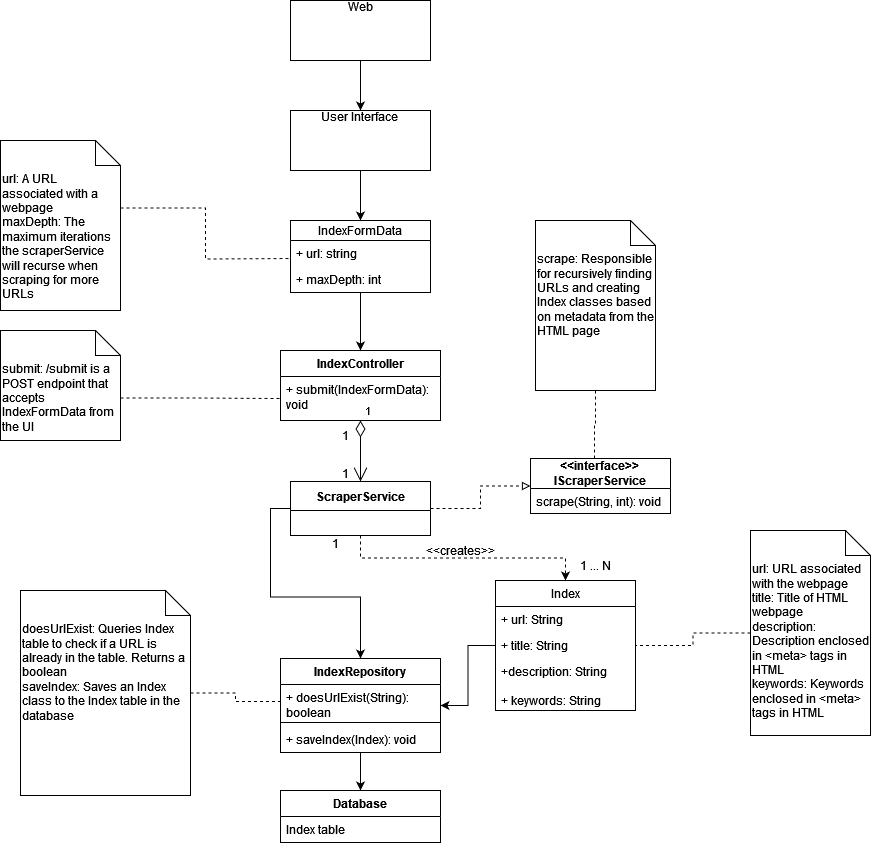 Web
User Interface
url: A URL
associated with a
webpage
maxDepth: The
maximum iterations
the scraperService
will recurse when
scraping for more
URLs
IndexFormData
+ url: string
+ maxDepth: int
scrape: Responsible
for recursively finding
URLs and creating
Index classes based
on metadata from the
HTML page
submit: /submit is a
POST endpoint that
accepts
IndexFormData from
the UI
IndexController
+ submit(IndexFormData):
void
1
1
1
<<interface>>
IScraperService
scrape(String, int): void
ScraperService
1
<<creates>>
1 ... N
Index
+ url: String
+ title: String
+description: String
+ keywords: String
url: URL associated
with the webpage
title: Title of HTML
webpage
description:
Description enclosed
in <meta> tags in
HTML
keywords: Keywords
enclosed in <meta>
tags in HTML
doesUrlExist: Queries Index
table to check if a URL is
already in the table. Returns a
boolean
saveIndex: Saves an Index
class to the Index table in the
database
IndexRepository
+ doesUrlExist(String):
boolean
+ saveIndex(Index): void
Database
Index table